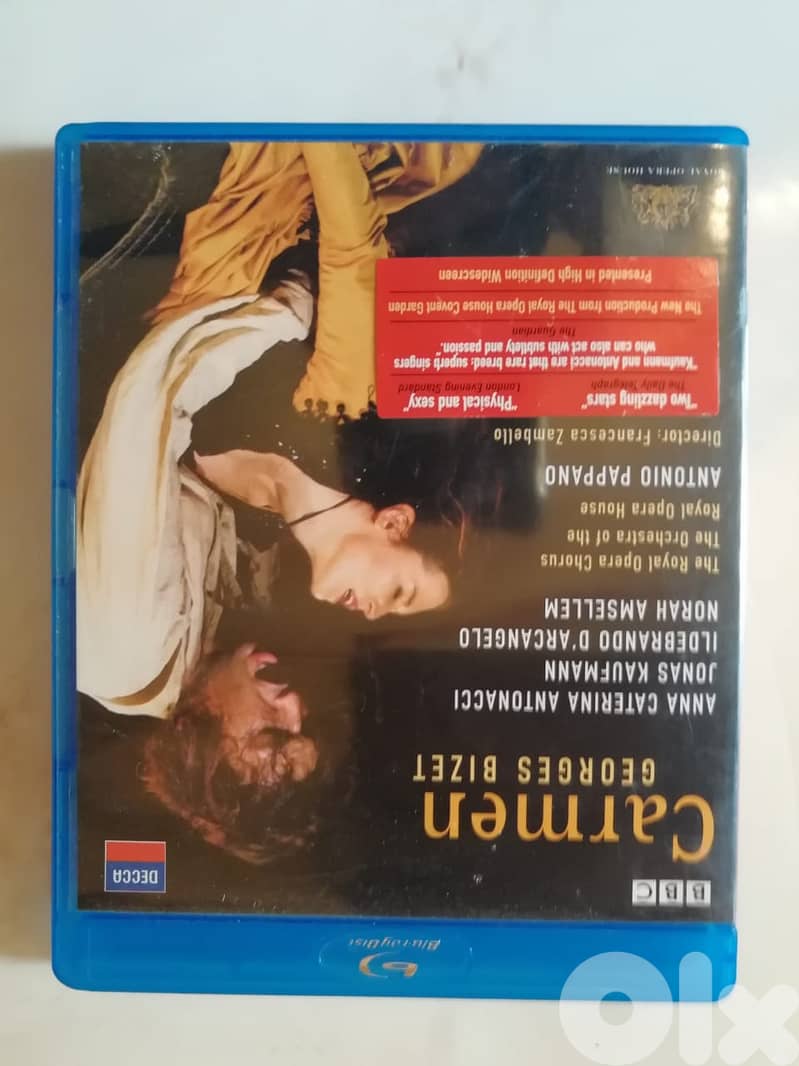 Blu-ray Disc
BBC
DECCA
Carmen
GEORGES BIZET
ANNA CATERINA ANTONACCI
JONAS KAUFMANN
ILDEBRANDO D'ARCANGELO
NORAH AMSELLEM
The Royal Opera Chorus
The Orchestra of the
Royal Opera House
ANTONIO PAPPANO
Director: Francesca Zambello
"Two dazzling stars"
The Daily Telegraph
"Physical and sexy"
London Evening Standard
"Kaufmann and Antonacci are that rare breed: superb singers
who can also act with subtlety and passion."
The Guardian
The New Production from The Royal Opera House Covent Garden
Presented in High Definition Widescreen
ROYAL OPERA HOUSE
olx